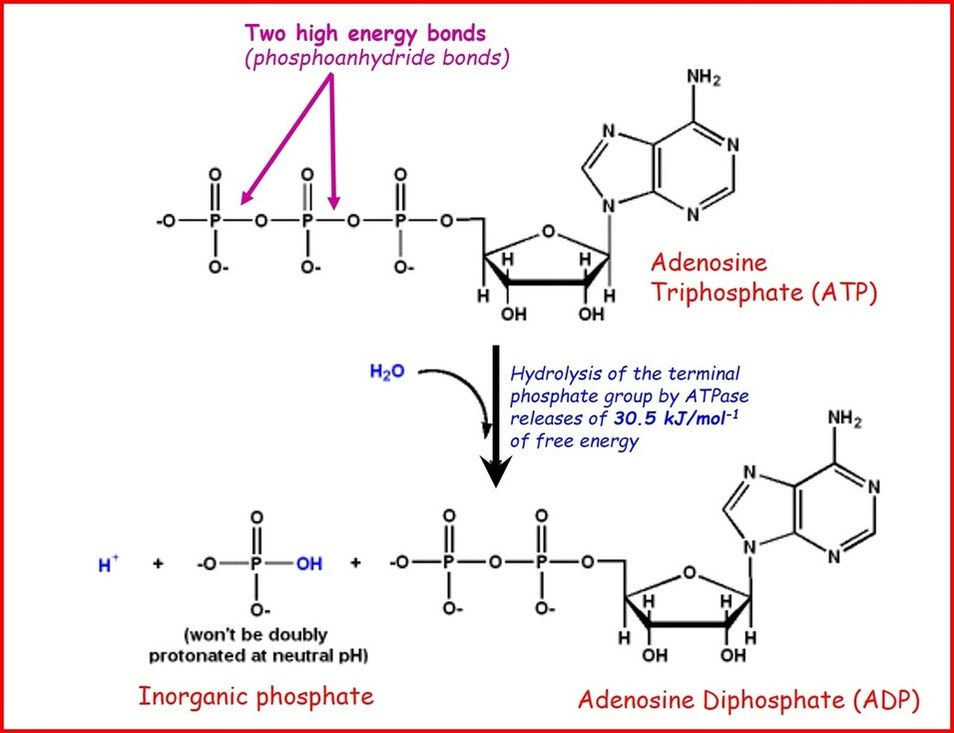 Two high energy bonds
(phosphoanhydride bonds)
NH₂
N
N
N
N
O
O
O
-O
P
O
P
O
P
O
O-
O-
O-
O
H
H
H
H
OH
OH
Adenosine
Triphosphate (ATP)
H₂O
Hydrolysis of the terminal
phosphate group by ATPase
releases of 30.5 kJ/mol⁻¹
of free energy
NH₂
N
N
N
N
H⁺
+
O
-O
P
OH
O-
+
O
O
-O
P
O
P
O
O-
O-
O
H
H
H
H
OH
OH
(won't be doubly
protonated at neutral pH)
Inorganic phosphate
Adenosine Diphosphate (ADP)